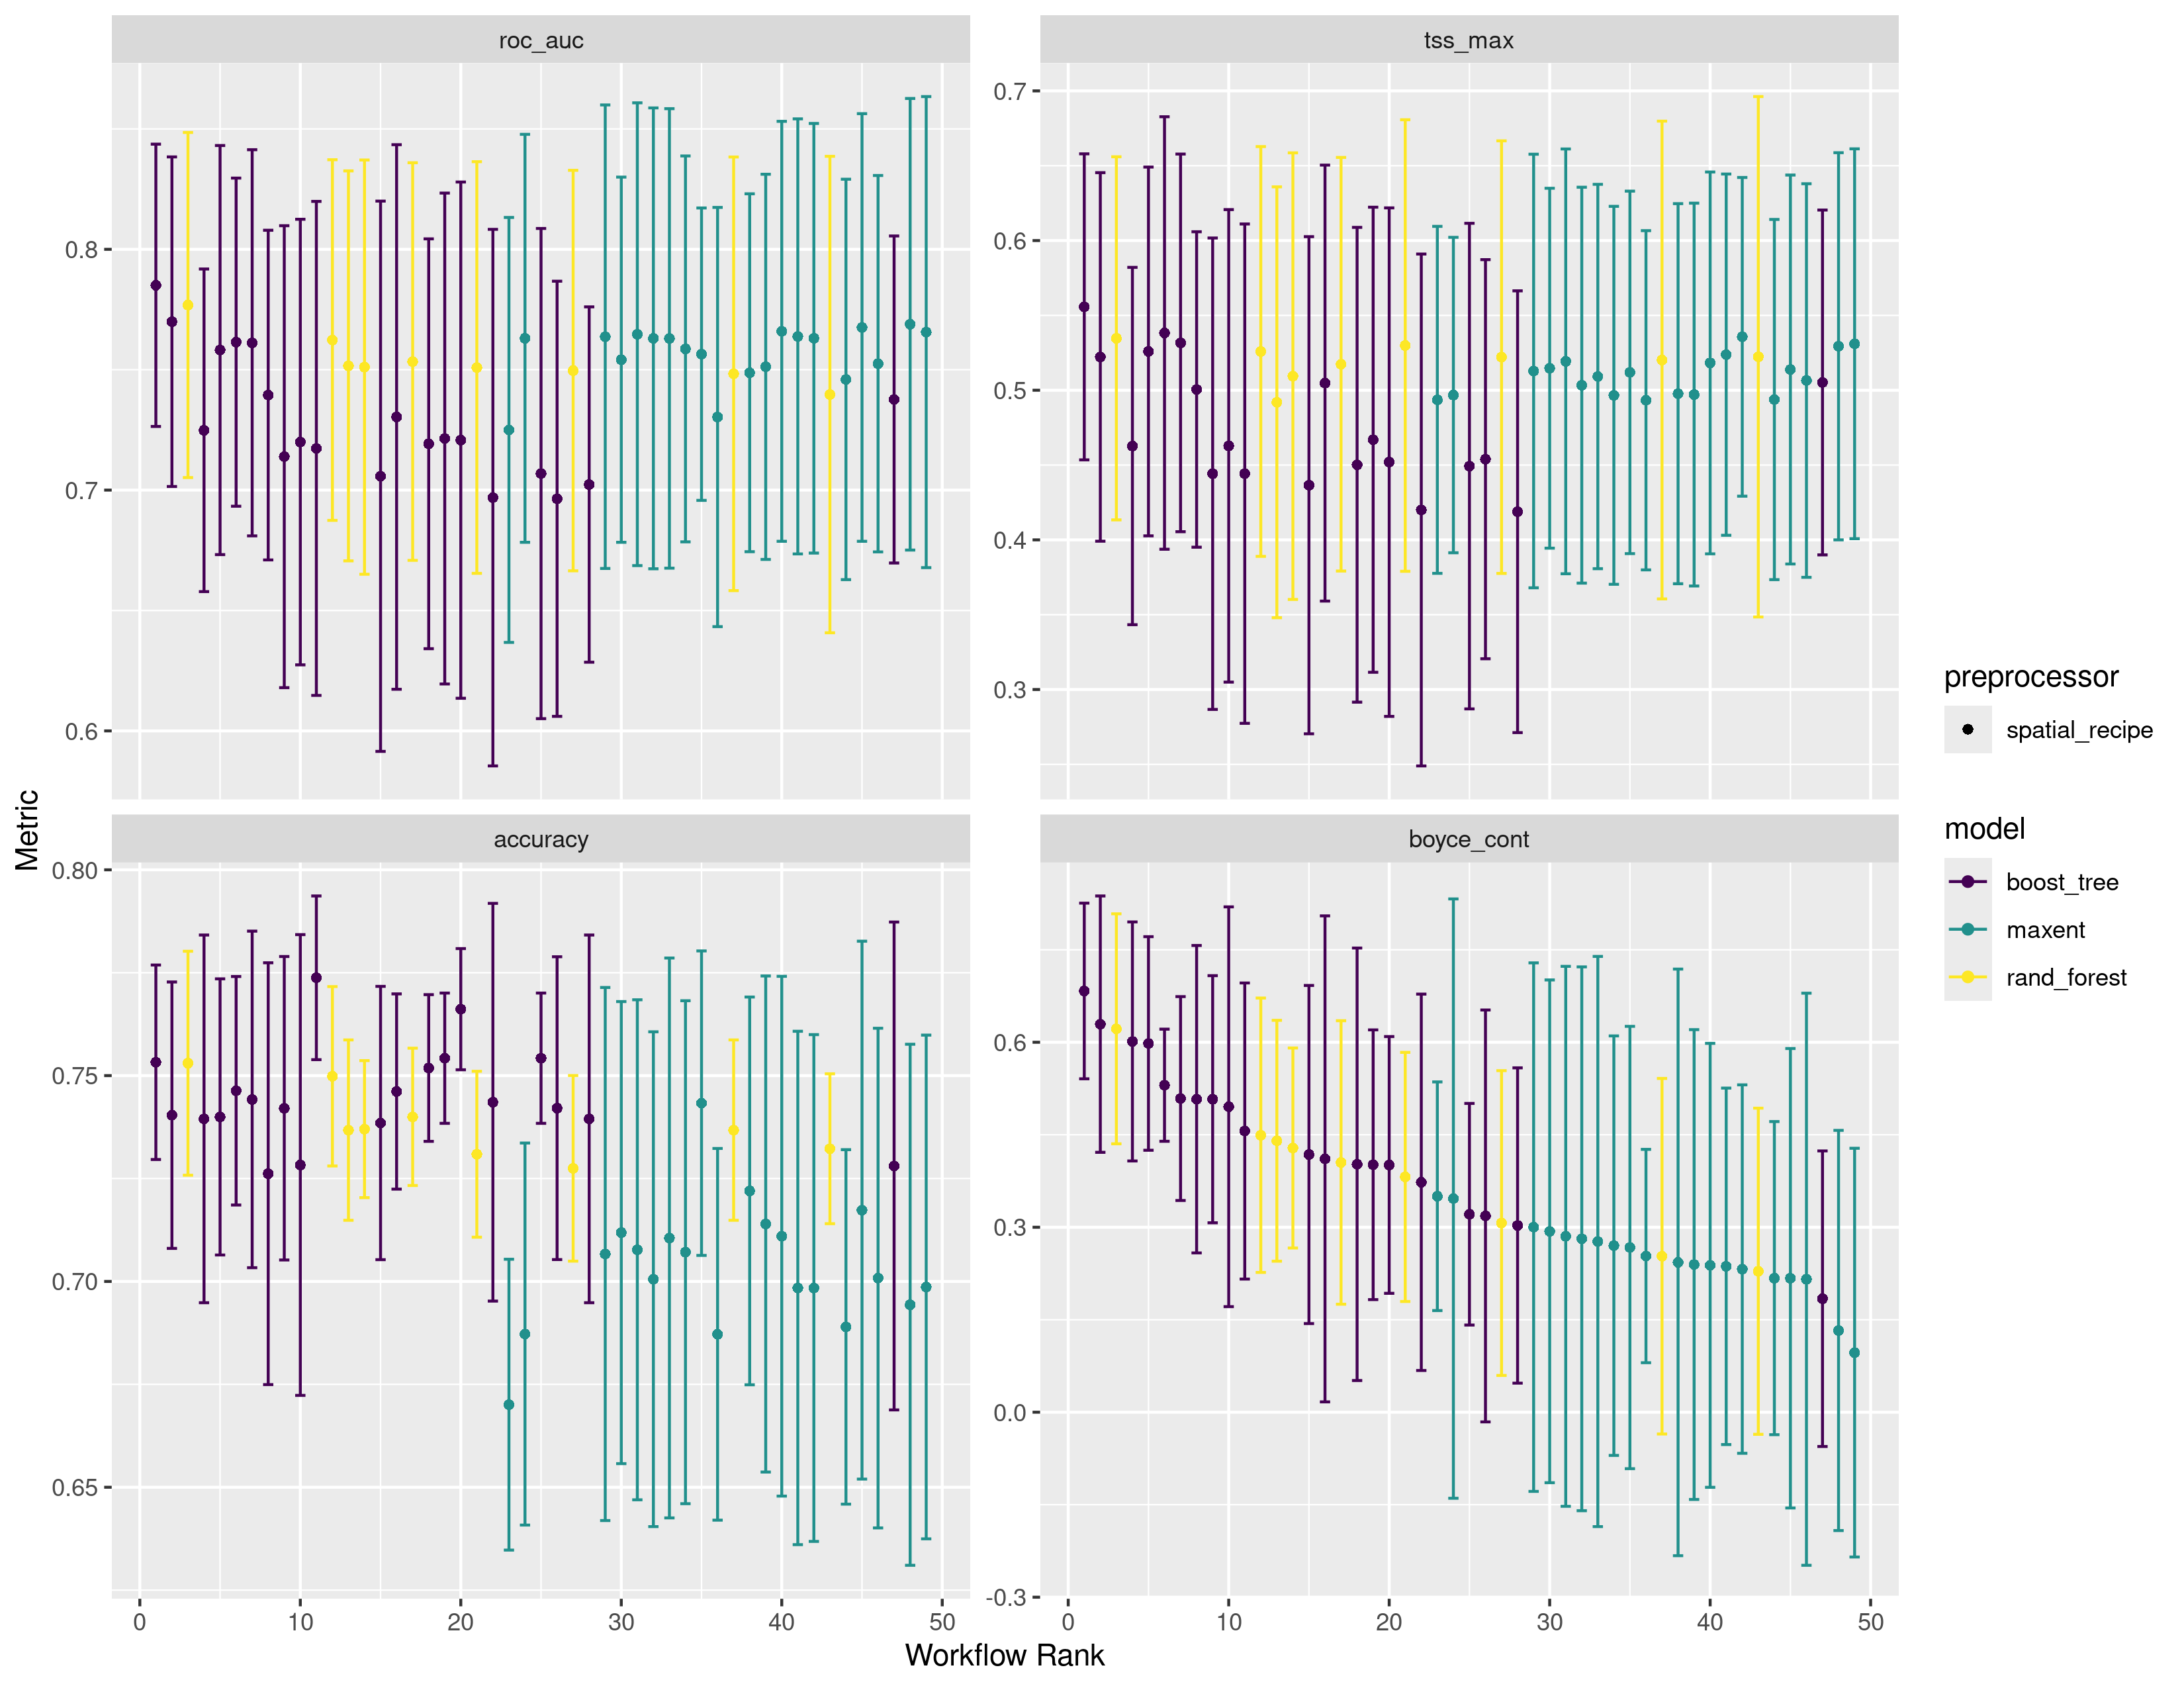 roc_auc
tss_max
0.8
0.7
0.6
0.7
0.6
0.5
0.4
0.3
accuracy
boyce_cont
0.80
0.75
0.70
0.65
0.6
0.3
0.0
-0.3
0 10 20 30 40 50
0 10 20 30 40 50
Workflow Rank
Metric
preprocessor
spatial_recipe
model
boost_tree
maxent
rand_forest